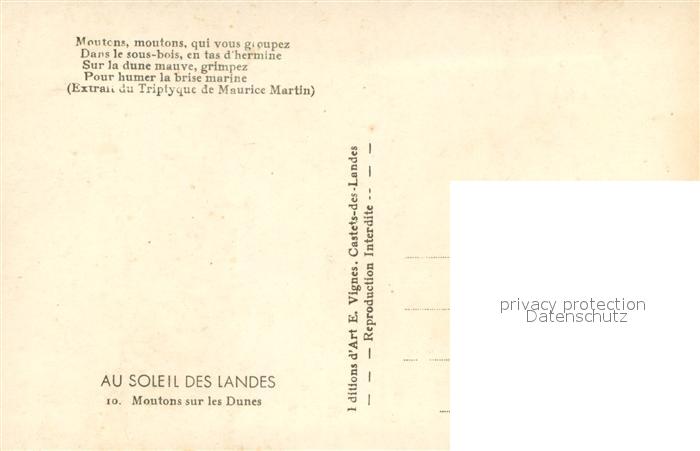 Moutons, moutons, qui vous groupez
Dans le sous-bois, en tas d'hermine
Sur la dune mauve, grimpez
Pour humer la brise marine
(Extrait du Triptyque de Maurice Martin)
AU SOLEIL DES LANDES
10. Moutons sur les Dunes
Editions d'Art E. Vignes. Castets-des-Landes
— — — Reproduction Interdite -- — —
privacy protection
Datenschutz